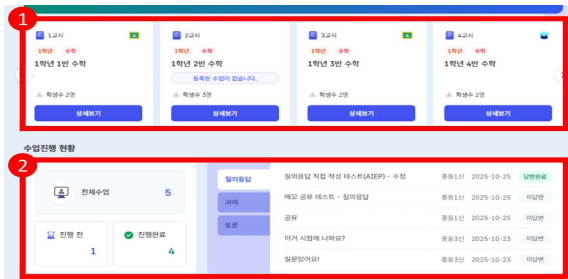 1
1교시
2교시
3교시
4교시
1학년 수학
1학년 수학
1학년 수학
1학년 수학
1학년 1반 수학
1학년 2반 수학
1학년 3반 수학
1학년 4반 수학
등록된 수업이 없습니다.
학생수 2명
학생수 3명
학생수 2명
학생수 2명
상세보기
상세보기
상세보기
상세보기
수업진행 현황
2
전체수업 5
진행 전
1
진행완료
4
질의응답
과제
토론
질의응답 직접 작성 테스트(AIEP) - 수정 중등1신 2025-10-25 답변완료
메모 공유 테스트 - 질의응답 중등1신 2025-10-25 미답변
공유 중등1신 2025-10-25 미답변
이거 시험에 나와요? 중등3신 2025-10-23 미답변
질문있어요! 중등3신 2025-10-23 미답변